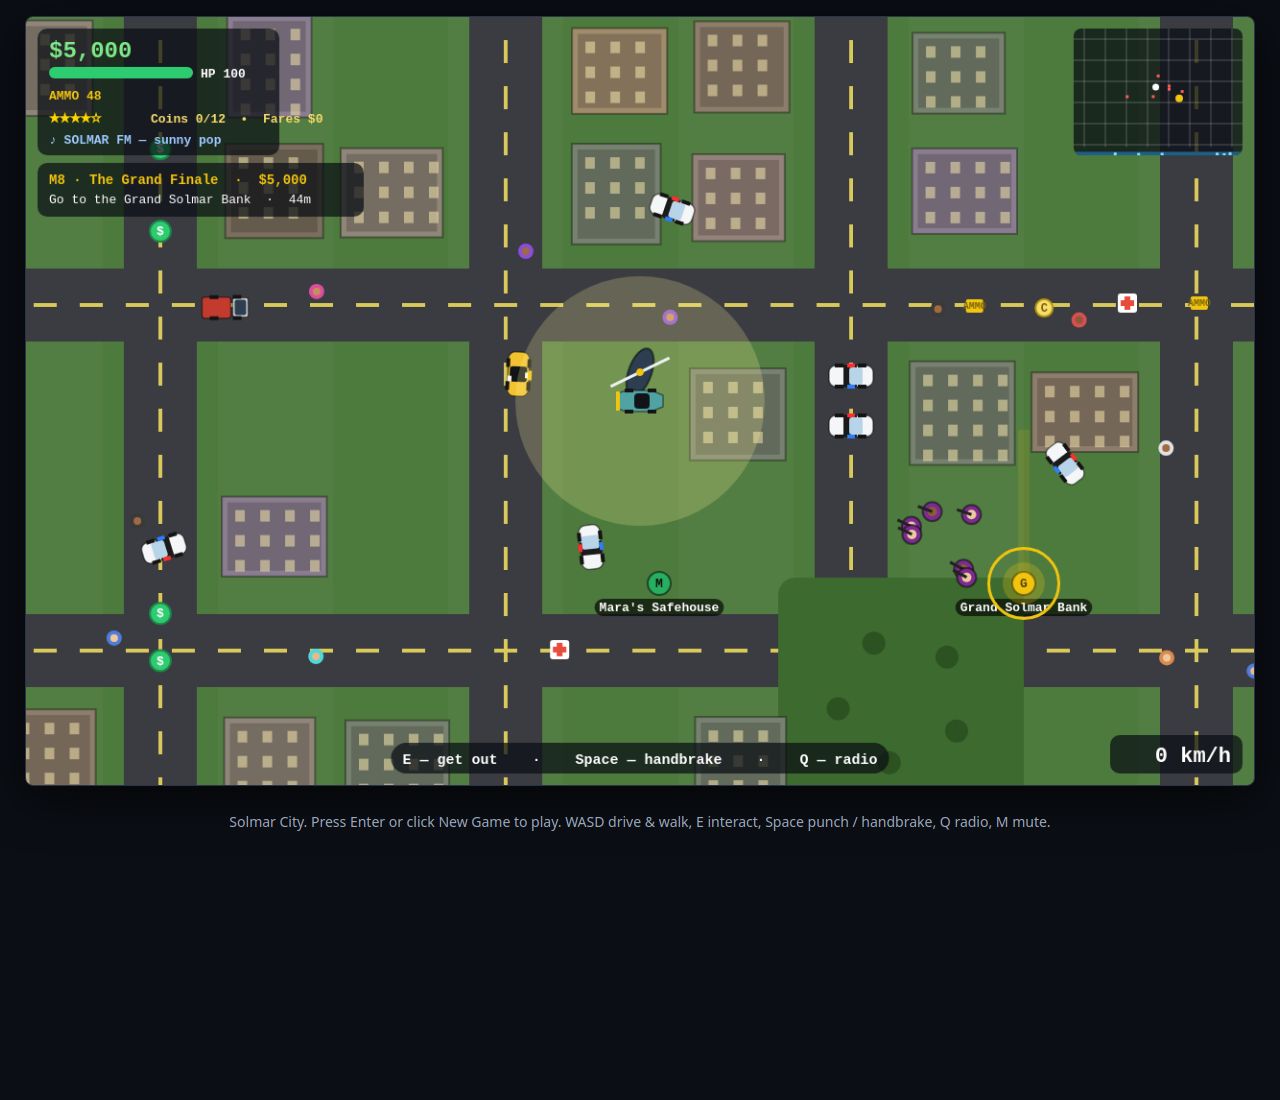 $5,000
HP 100
AMMO 48
★★★★☆ Coins 0/12 • Fares $0
♪ SOLMAR FM — sunny pop
$
M8 · The Grand Finale · $5,000
Go to the Grand Solmar Bank · 44m
$
AMMO
C
AMMO
M
Mara's Safehouse
G
Grand Solmar Bank
$
$
E — get out · Space — handbrake · Q — radio
0 km/h
Solmar City. Press Enter or click New Game to play. WASD drive & walk, E interact, Space punch / handbrake, Q radio, M mute.